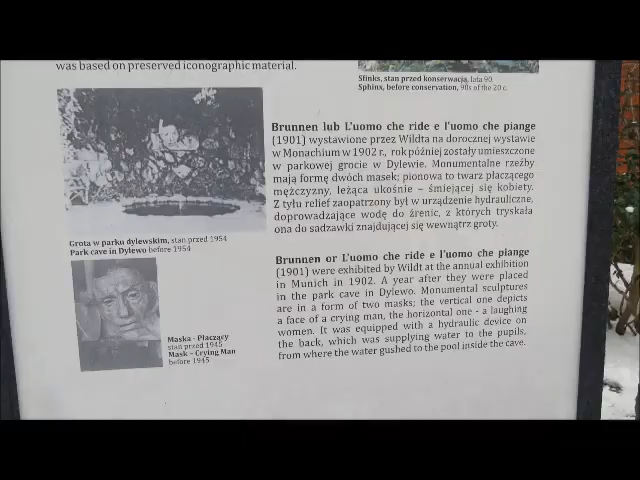 was based on preserved iconographic material.
Sfinks, stan przed konserwacją, lata 90.
Sphinx, before conservation, 90s of the 20 c.
Brunnen lub L'uomo che ride e l'uomo che piange
(1901) wystawione przez Wildta na dorocznej wystawie
w Monachium w 1902 r., rok później zostały umieszczone
w parkowej grocie w Dylewie. Monumentalne rzeźby
mają formę dwóch masek; pionowa to twarz płaczącego
mężczyzny, leżąca ukośnie – śmiejącej się kobiety.
Z tyłu relief zaopatrzony był w urządzenie hydrauliczne,
doprowadzające wodę do źrenic, z których tryskała
ona do sadzawki znajdującej się wewnątrz groty.
Grota w parku dylewskim, stan przed 1954
Park cave in Dylewo before 1954
Brunnen or L'uomo che ride e l'uomo che piange
(1901) were exhibited by Wildt at the annual exhibition
in Munich in 1902. A year after they were placed
in the park cave in Dylewo. Monumental sculptures
are in a form of two masks; the vertical one depicts
a face of a crying man, the horizontal one - a laughing
women. It was equipped with a hydraulic device on
the back, which was supplying water to the pupils,
from where the water gushed to the pool inside the cave.
Maska - Płaczący
stan przed 1945
Mask – Crying Man
before 1945